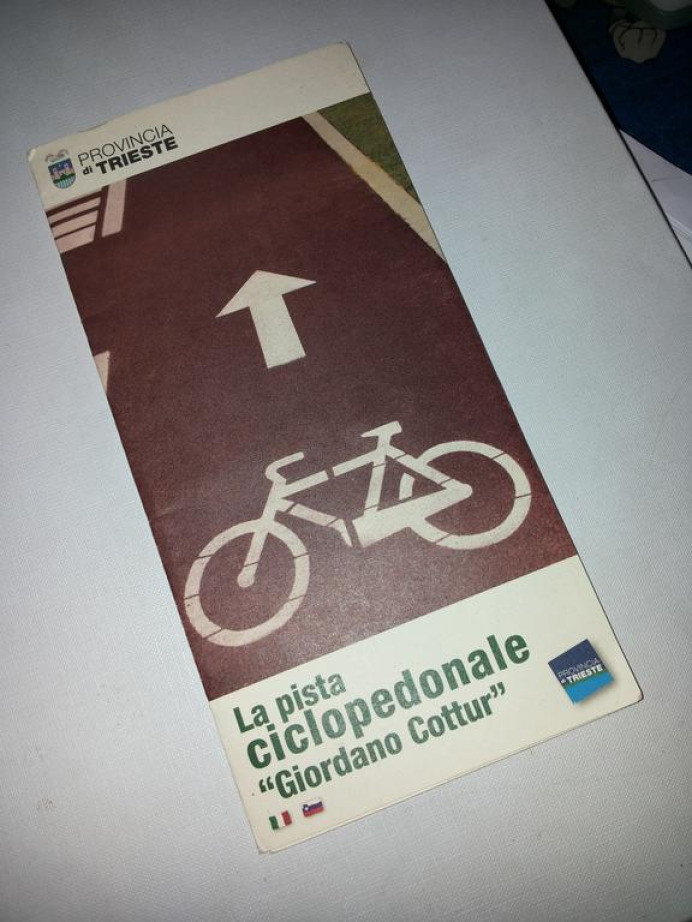 PROVINCIA
di TRIESTE
La pista
ciclopedonale
“Giordano Cottur”
PROVINCIA
di TRIESTE